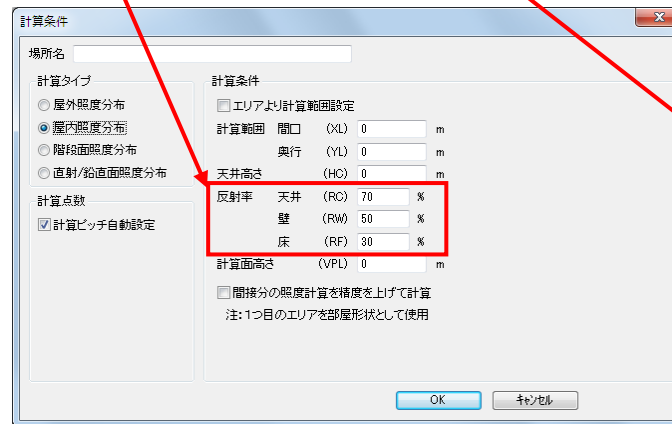 計算条件
場所名
計算タイプ
屋外照度分布
屋内照度分布
階段面照度分布
直射/鉛直面照度分布
計算点数
計算ピッチ自動設定
計算条件
エリアより計算範囲設定
計算範囲 間口 (XL) 0 m
奥行 (YL) 0 m
天井高さ (HC) 0 m
反射率 天井 (RC) 70 %
壁 (RW) 50 %
床 (RF) 30 %
計算面高さ (VPL) 0 m
間接分の照度計算を精度を上げて計算
注:1つ目のエリアを部屋形状として使用
OK キャンセル